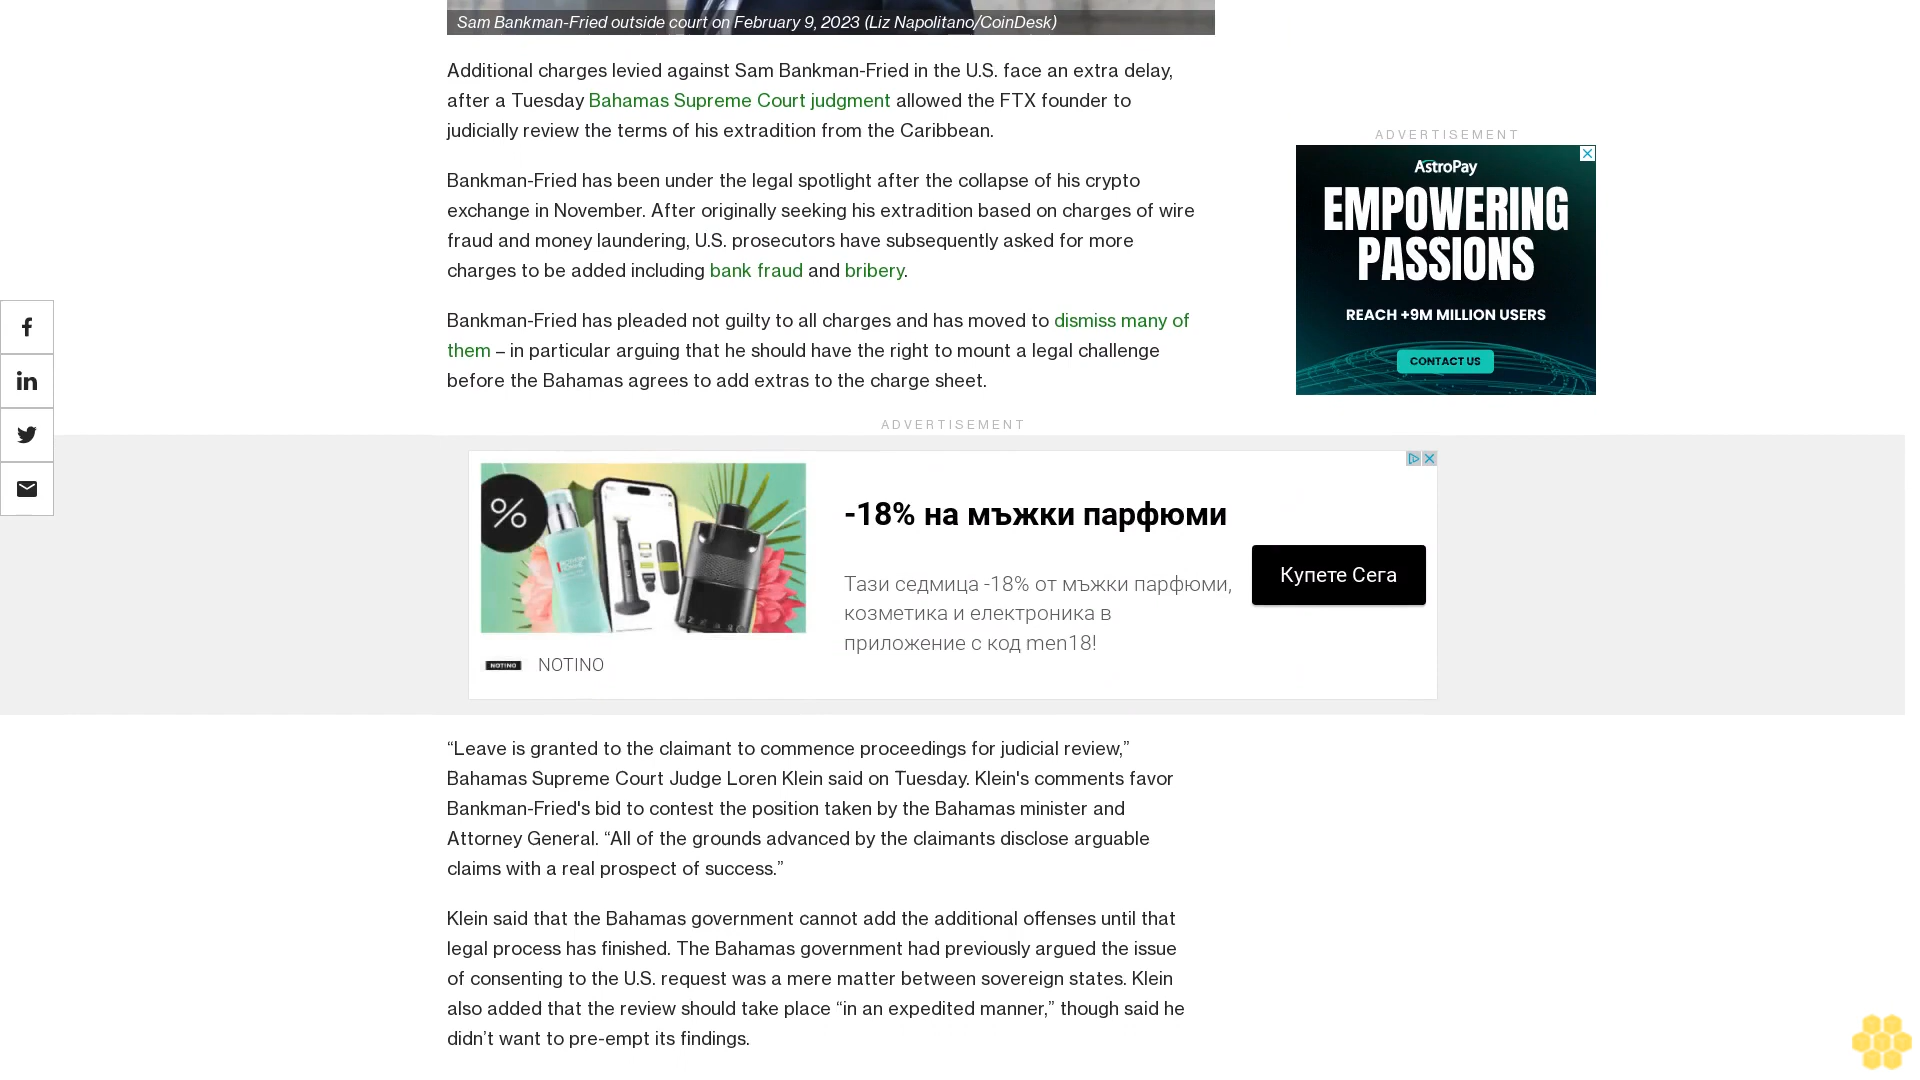 Sam Bankman-Fried outside court on February 9, 2023 (Liz Napolitano/CoinDesk)
Additional charges levied against Sam Bankman-Fried in the U.S. face an extra delay,
after a Tuesday Bahamas Supreme Court judgment allowed the FTX founder to
judicially review the terms of his extradition from the Caribbean.
Bankman-Fried has been under the legal spotlight after the collapse of his crypto
exchange in November. After originally seeking his extradition based on charges of wire
fraud and money laundering, U.S. prosecutors have subsequently asked for more
charges to be added including bank fraud and bribery.
Bankman-Fried has pleaded not guilty to all charges and has moved to dismiss many of
them – in particular arguing that he should have the right to mount a legal challenge
before the Bahamas agrees to add extras to the charge sheet.
ADVERTISEMENT
AstroPay
EMPOWERING
PASSIONS
REACH +9M MILLION USERS
CONTACT US
ADVERTISEMENT
%
-18% на мъжки парфюми
Тази седмица -18% от мъжки парфюми,
козметика и електроника в
приложение с код men18!
Купете Сега
NOTINO
NOTINO
“Leave is granted to the claimant to commence proceedings for judicial review,”
Bahamas Supreme Court Judge Loren Klein said on Tuesday. Klein's comments favor
Bankman-Fried's bid to contest the position taken by the Bahamas minister and
Attorney General. “All of the grounds advanced by the claimants disclose arguable
claims with a real prospect of success.”
Klein said that the Bahamas government cannot add the additional offenses until that
legal process has finished. The Bahamas government had previously argued the issue
of consenting to the U.S. request was a mere matter between sovereign states. Klein
also added that the review should take place “in an expedited manner,” though said he
didn’t want to pre-empt its findings.